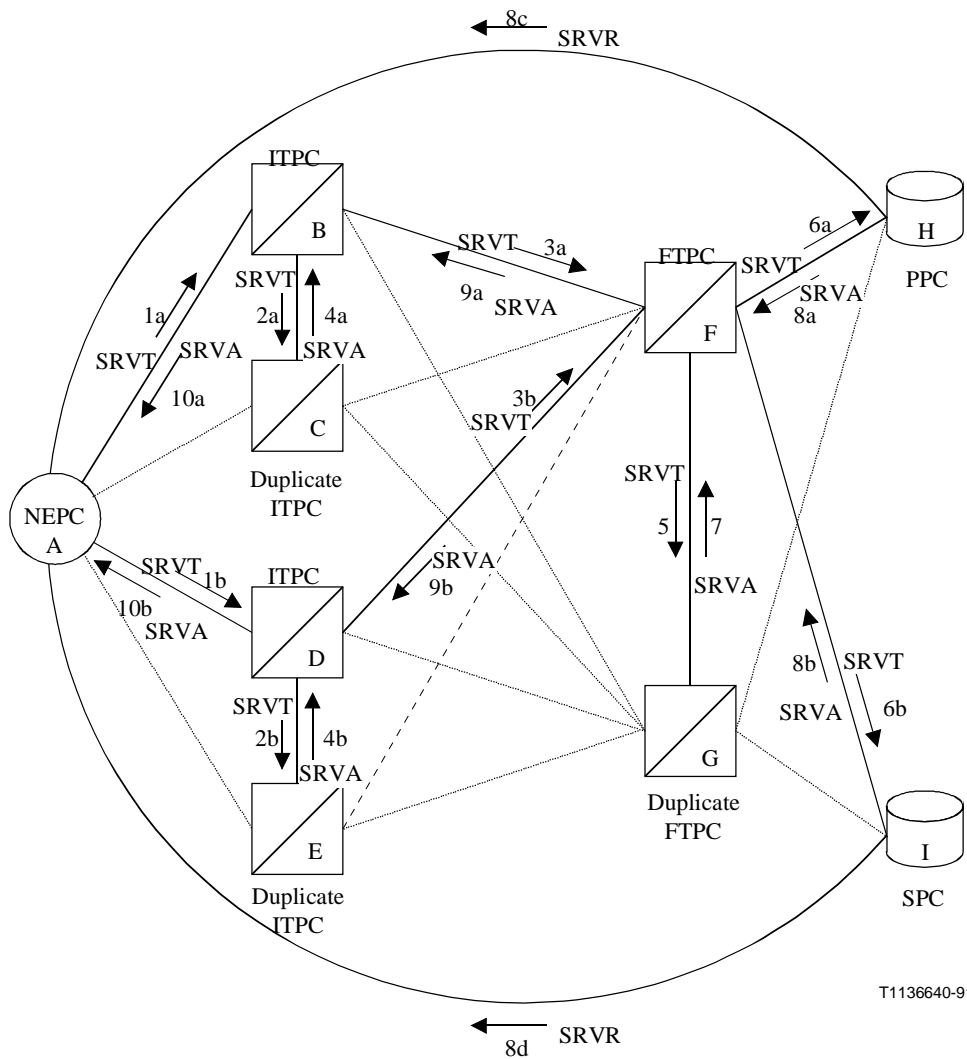 8c
SRVR
ITPC
B
SRVT
3a
9a
SRVA
6a
H
PPC
FTPC
SRVT
SRVA
8a
F
1a
SRVT
SRVA
10a
SRVT
2a
4a
SRVA
C
Duplicate
ITPC
3b
SRVT
NEPC
A
SRVT
5
7
SRVA
SRVT
1b
10b
SRVA
ITPC
D
SRVA
9b
SRVT
2b
4b
SRVA
E
Duplicate
ITPC
G
Duplicate
FTPC
8b
SRVT
SRVA
6b
I
SPC
T1136640-91
8d
SRVR